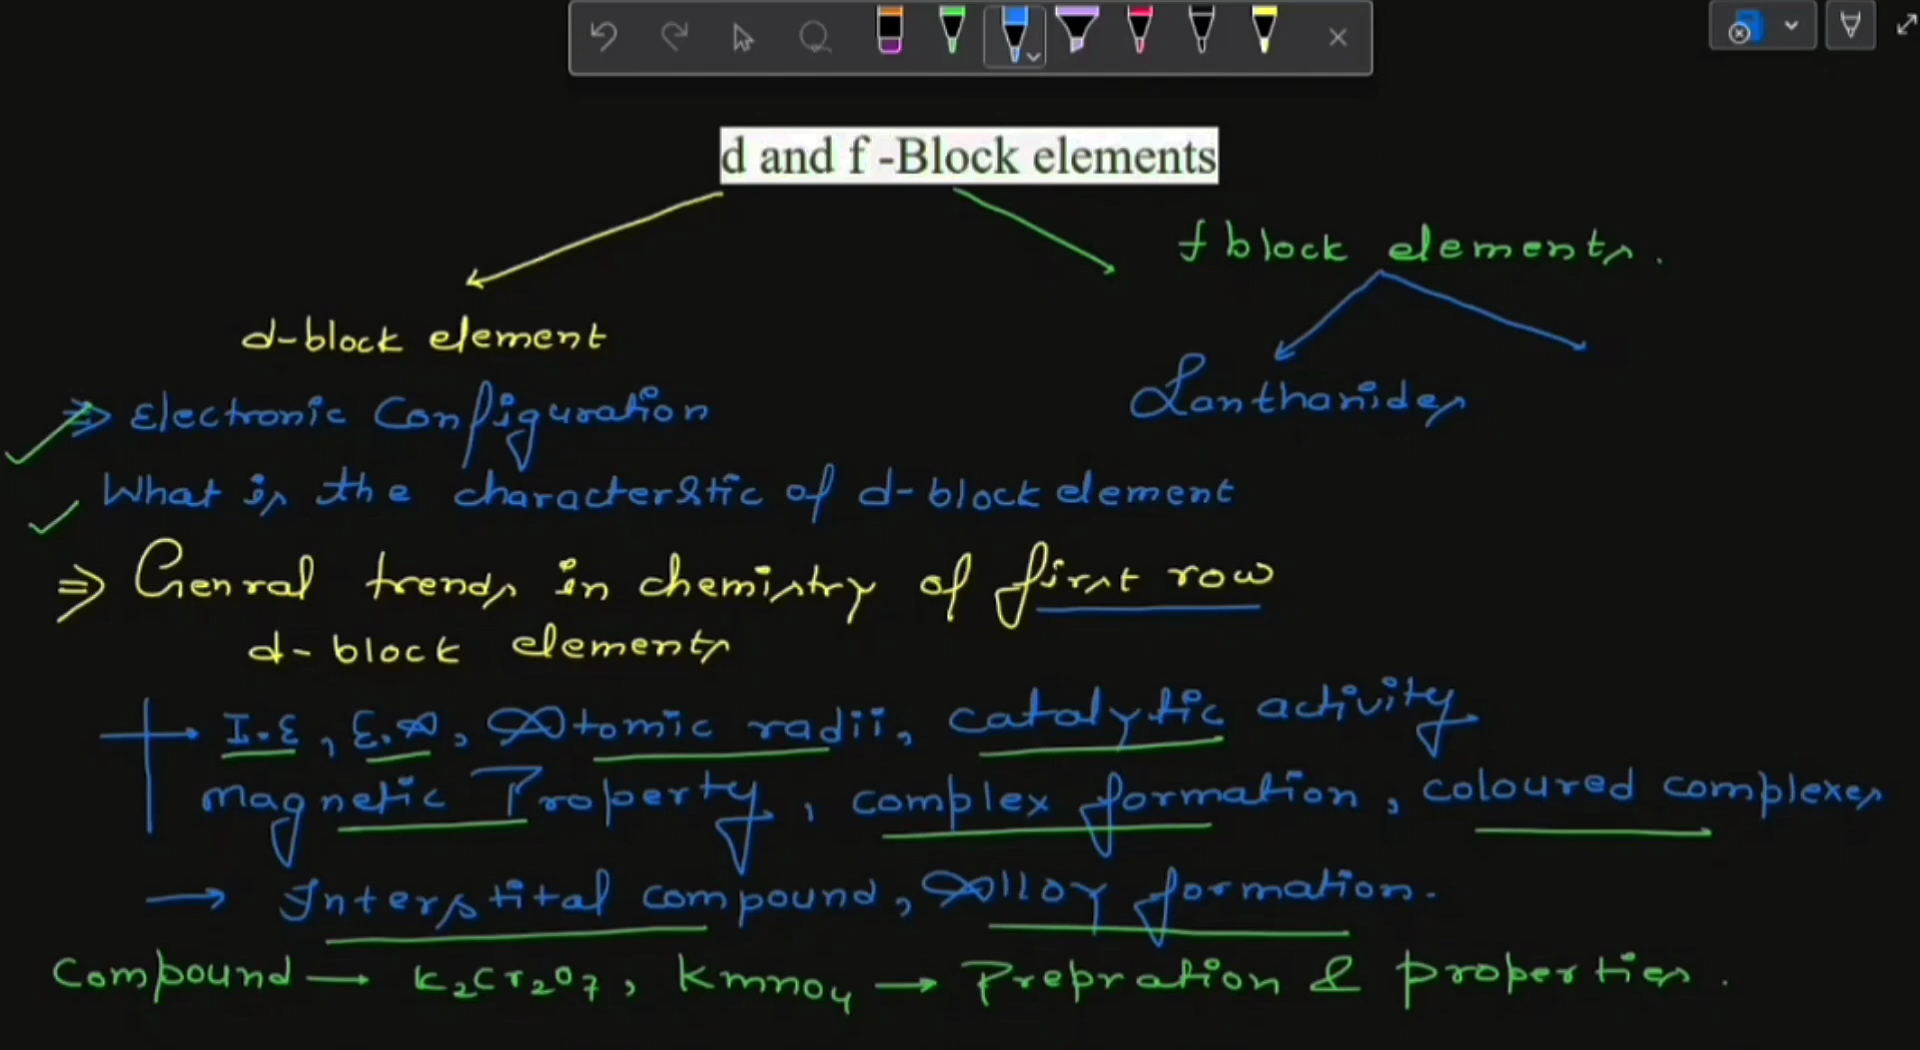 d and f -Block elements
f block elements.
d-block element
Lanthanides
⇒ Electronic Configuration
What is the characterstic of d-block element
⇒ Genral trends in chemistry of first row
d-block elements
→ I.E, E.A, Atomic radii, catalytic activity
magnetic Property, complex formation, coloured complexes
→ Interstital compound, Alloy formation.
Compound → K₂Cr₂O₇, KmnO₄ → Prepration & properties.